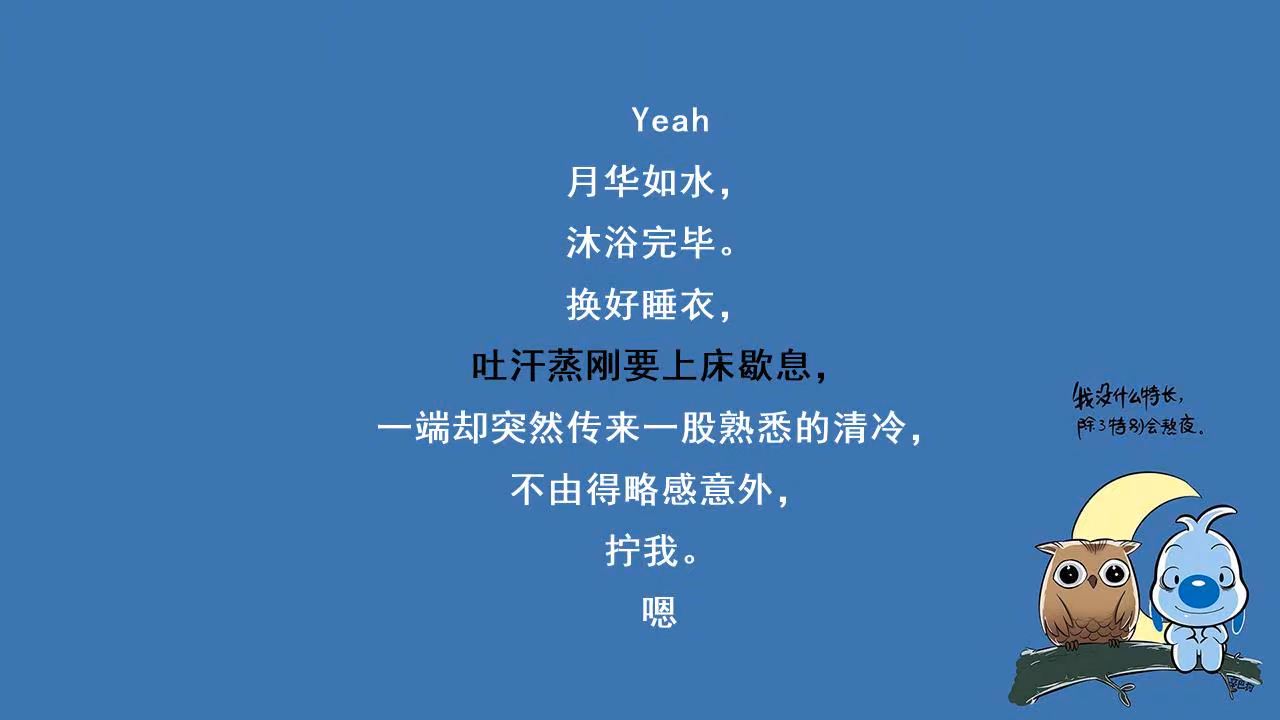 Yeah
月华如水，
沐浴完毕。
换好睡衣，
吐汗蒸刚要上床歇息，
一端却突然传来一股熟悉的清冷，
不由得略感意外，
拧我。
嗯
我没什么特长，
除了特别会熬夜。